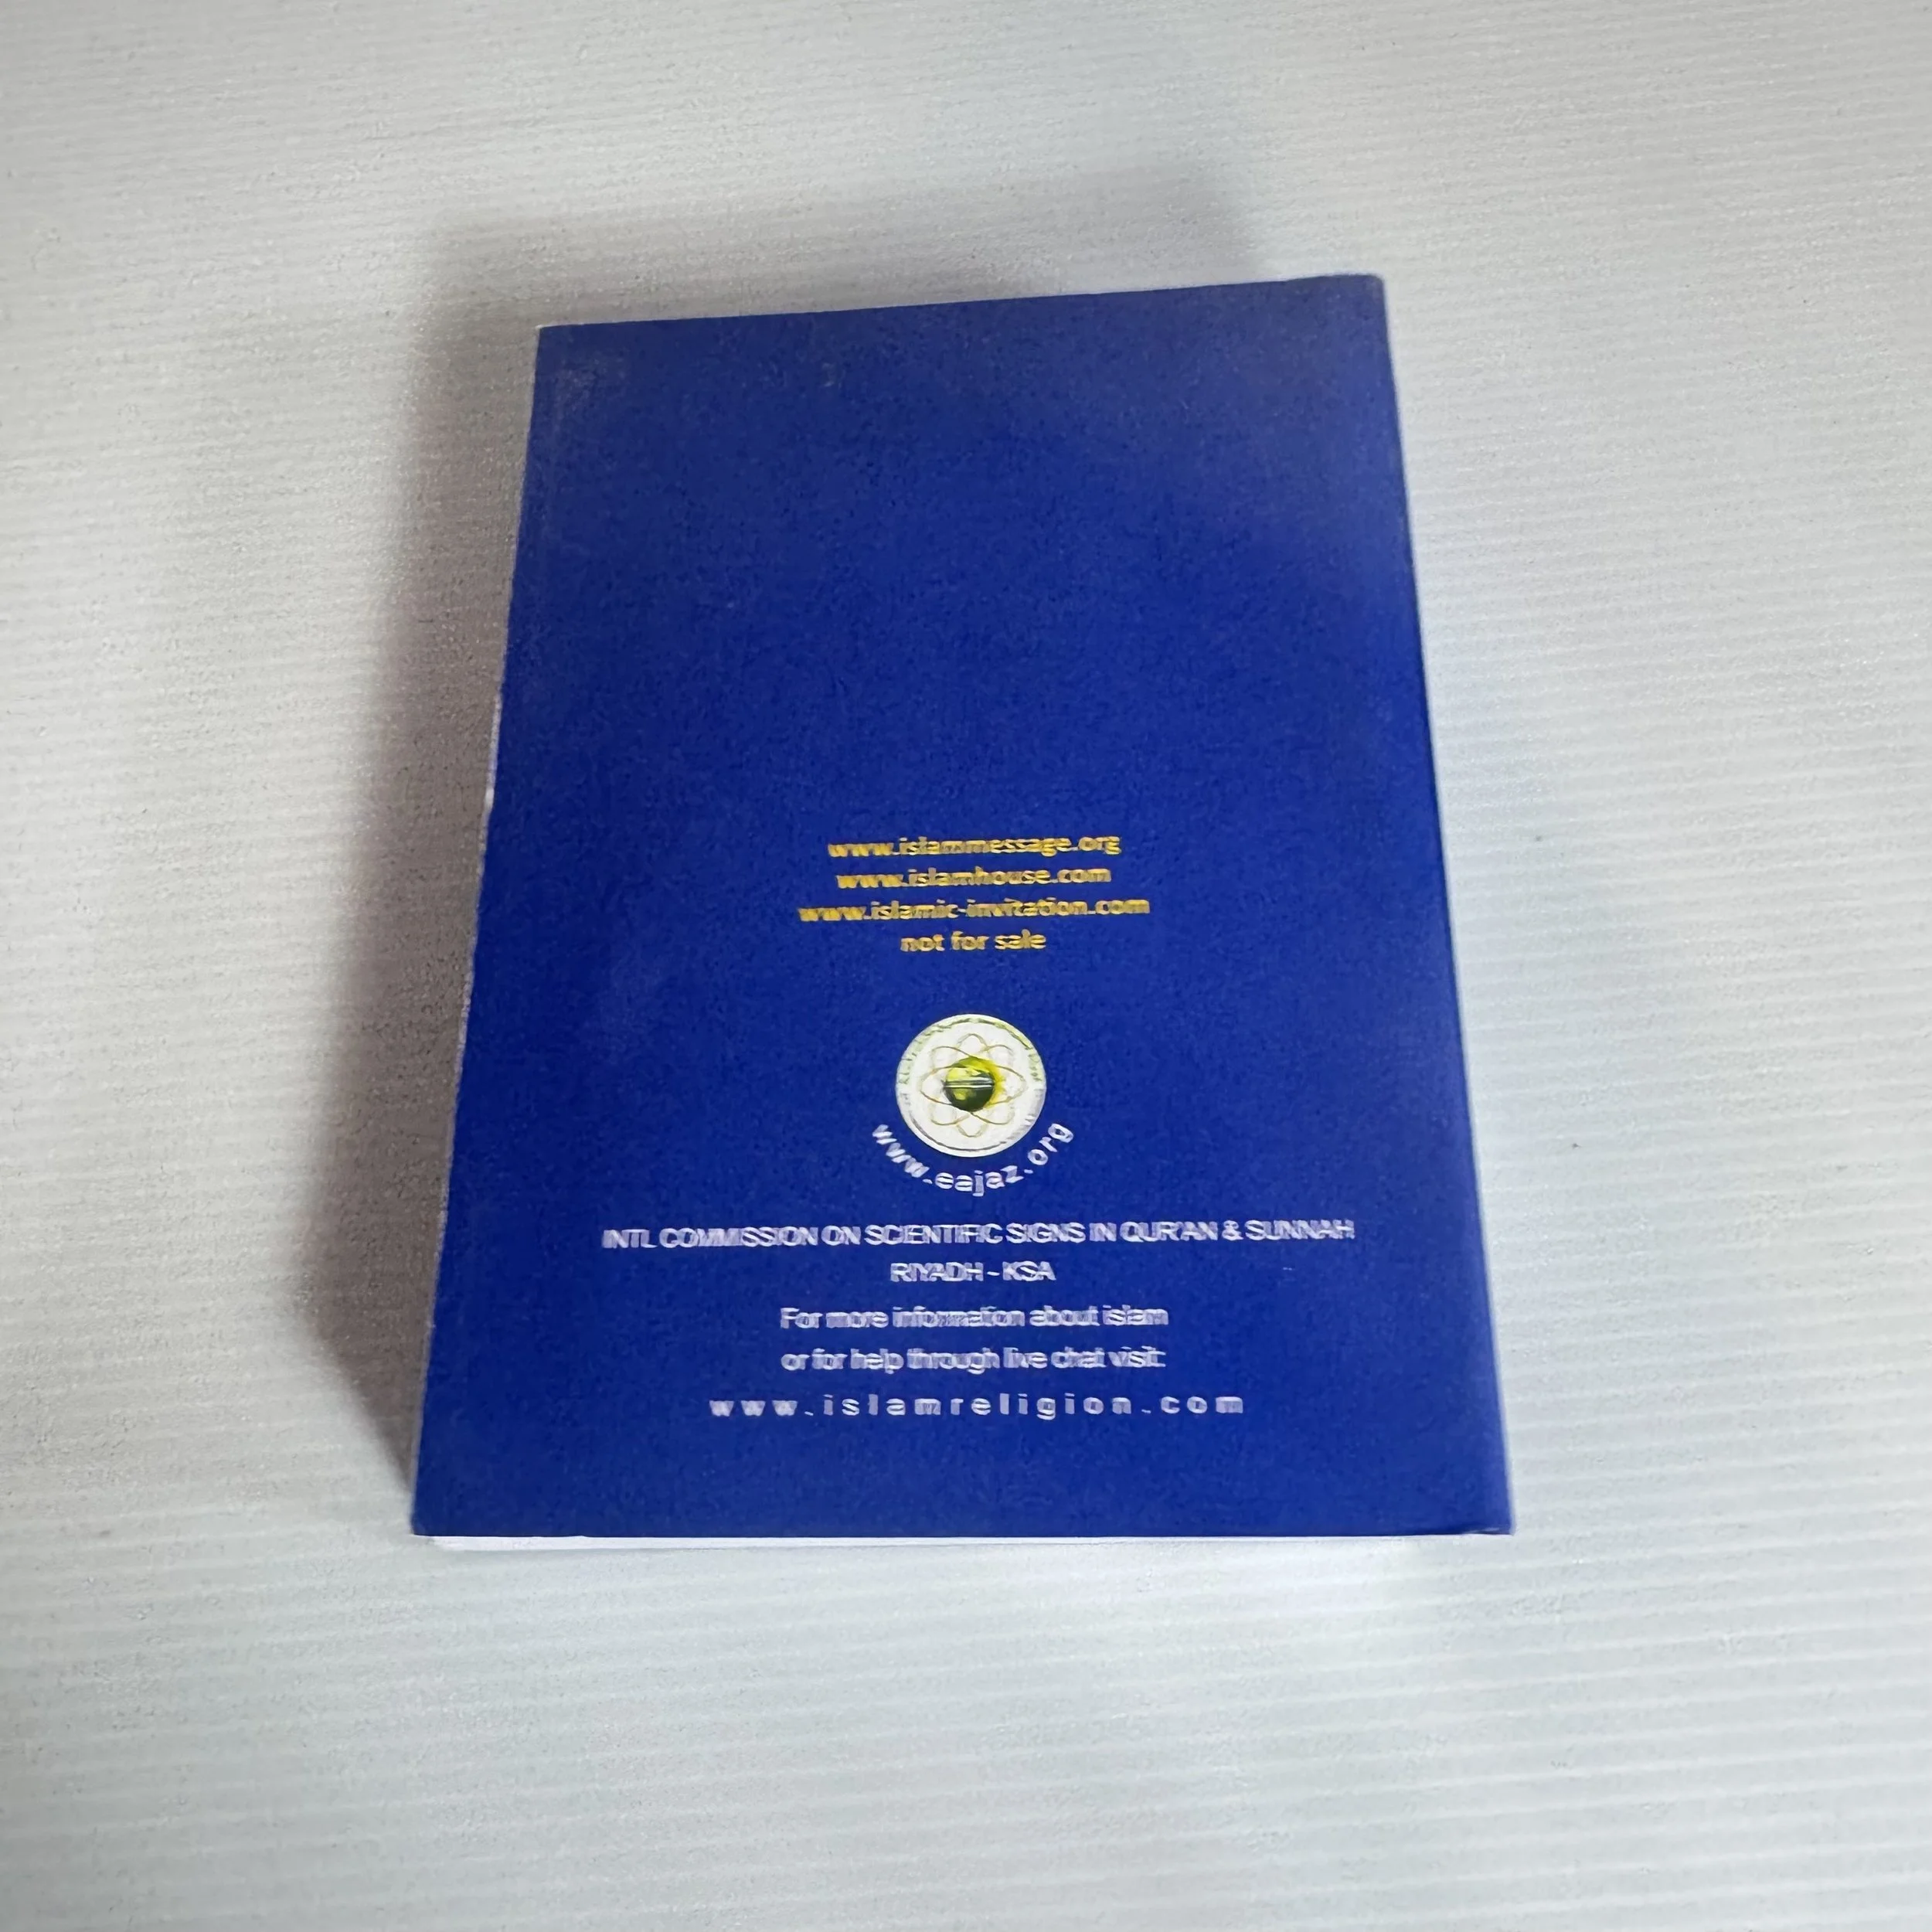 www.islammessage.org
www.islamhouse.com
www.islamic-invitation.com
not for sale
www.eajaz.org
INTL COMMISSION ON SCIENTIFIC SIGNS IN QUR'AN & SUNNAH
RIYADH - KSA
For more information about islam
or for help through live chat visit:
www.islamreligion.com